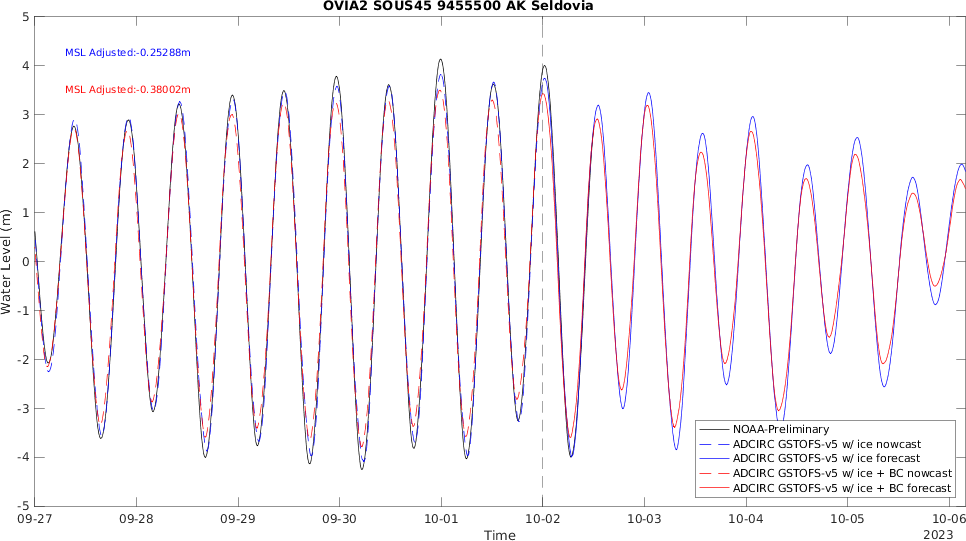 OVIA2 SOUS45 9455500 AK Seldovia
5
4
3
2
1
0
-1
-2
-3
-4
-5
MSL Adjusted:-0.25288m
MSL Adjusted:-0.38002m
Water Level (m)
NOAA-Preliminary
ADCIRC GSTOFS-v5 w/ ice nowcast
ADCIRC GSTOFS-v5 w/ ice forecast
ADCIRC GSTOFS-v5 w/ ice + BC nowcast
ADCIRC GSTOFS-v5 w/ ice + BC forecast
09-27 09-28 09-29 09-30 10-01 10-02 10-03 10-04 10-05 10-06
Time
2023